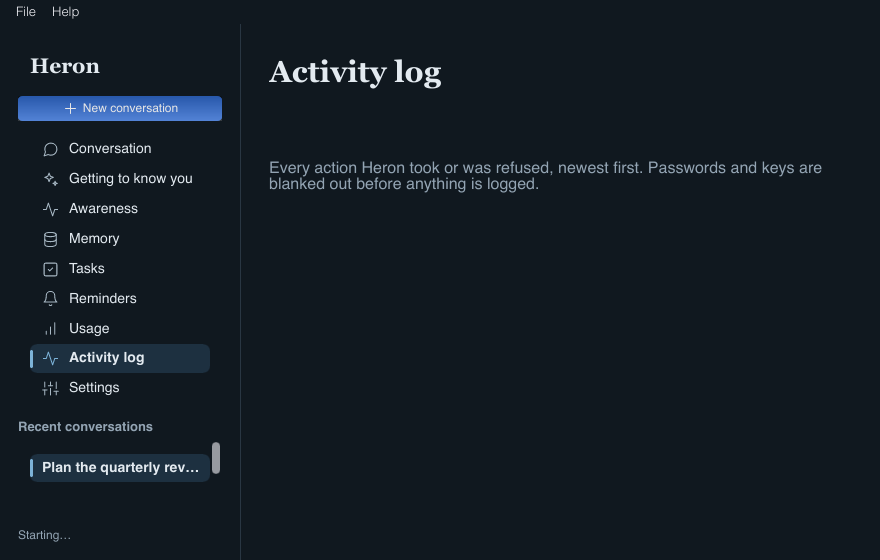 File Help
Heron
New conversation
Conversation
Getting to know you
Awareness
Memory
Tasks
Reminders
Usage
Activity log
Settings
Recent conversations
Plan the quarterly rev...
Starting...
Activity log
Every action Heron took or was refused, newest first. Passwords and keys are
blanked out before anything is logged.